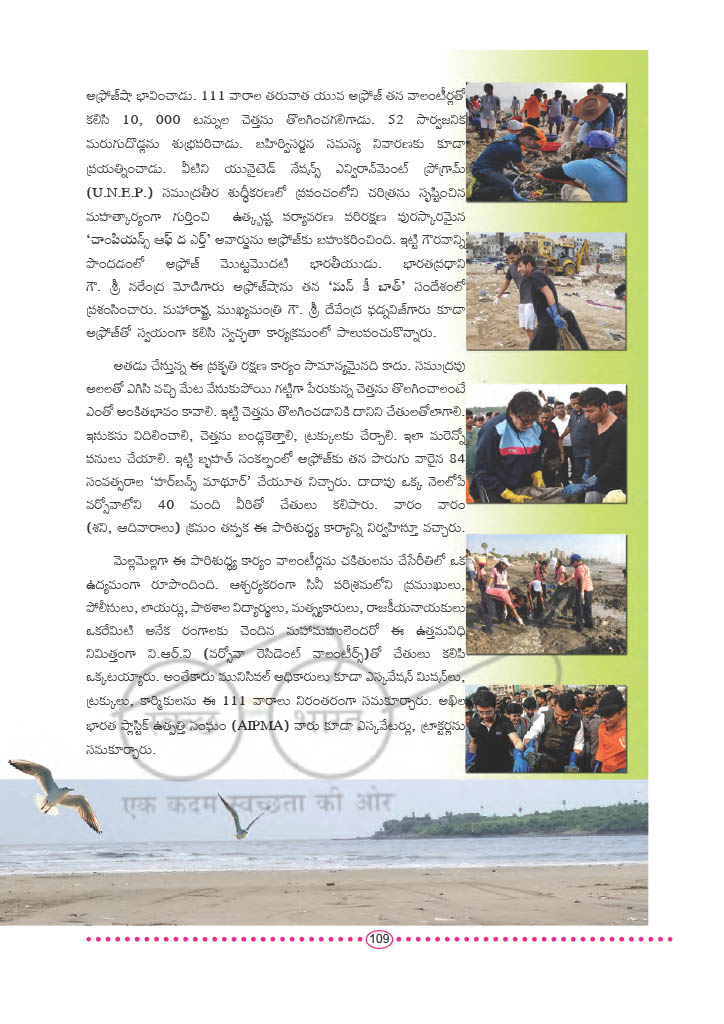 అఫ్రోజ్‌షా భావించాడు. 111 వారాల తరువాత యువ అఫ్రోజ్ తన వాలంటీర్లతో
కలిసి 10, 000 టన్నుల చెత్తను తొలగించగలిగాడు. 52 సార్వజనిక
మరుగుదొడ్లను శుభ్రపరిచాడు. బహిర్విసర్జన సమస్య నివారణకు కూడా
ప్రయత్నించాడు. వీటిని యునైటెడ్ నేషన్స్ ఎన్విరాన్‌మెంట్ ప్రోగ్రామ్
(U.N.E.P.) సముద్రతీర శుద్ధీకరణలో ప్రపంచంలోని చరిత్రను సృష్టించిన
మహత్కార్యంగా గుర్తించి ఉత్కృష్ట పర్యావరణ పరిరక్షణ పురస్కారమైన
‘చాంపియన్స్ ఆఫ్ ద ఎర్త్’ అవార్డును అఫ్రోజ్‌కు బహుకరించింది. ఇట్టి గౌరవాన్ని
పొందడంలో అఫ్రోజ్ మొట్టమొదటి భారతీయుడు. భారతప్రధాని
గౌ. శ్రీ నరేంద్ర మోడిగారు అఫ్రోజ్‌షాను తన ‘మన్ కీ బాత్’ సందేశంలో
ప్రశంసించారు. మహారాష్ట్ర ముఖ్యమంత్రి గౌ. శ్రీ దేవేంద్ర ఫడ్నవిజ్‌గారు కూడా
అఫ్రోజ్‌తో స్వయంగా కలిసి స్వచ్ఛతా కార్యక్రమంలో పాలుపంచుకొన్నారు.
అతడు చేస్తున్న ఈ ప్రకృతి రక్షణ కార్యం సామాన్యమైనది కాదు. సముద్రపు
అలలతో ఎగిసి వచ్చి మేట వేసుకుపోయి గట్టిగా పేరుకున్న చెత్తను తొలగించాలంటే
ఎంతో అంకితభావం కావాలి. ఇట్టి చెత్తను తొలగించడానికి దానిని చేతులతోలాగాలి.
ఇసుకను విదిలించాలి, చెత్తను బండ్లకెత్తాలి, ట్రక్కులకు చేర్చాలి. ఇలా మరెన్నో
పనులు చేయాలి. ఇట్టి బృహత్ సంకల్పంలో అఫ్రోజ్‌కు తన పొరుగు వారైన 84
సంవత్సరాల ‘హర్‌బన్స్ మాథూర్’ చేయూత నిచ్చారు. దాదాపు ఒక్క నెలలోపే
వర్సోవాలోని 40 మంది వీరితో చేతులు కలిపారు. వారం వారం
(శని, ఆదివారాలు) క్రమం తప్పక ఈ పారిశుధ్య కార్యాన్ని నిర్వహిస్తూ వచ్చారు.
మెల్లమెల్లగా ఈ పారిశుధ్య కార్యం వాలంటీర్లను చకితులను చేసేరీతిలో ఒక
ఉద్యమంగా రూపొందింది. ఆశ్చర్యకరంగా సినీ పరిశ్రమలోని ప్రముఖులు,
పోలీసులు, లాయర్లు, పాఠశాల విద్యార్థులు, మత్స్యకారులు, రాజకీయనాయకులు
ఒకరేమిటి అనేక రంగాలకు చెందిన మహామహులెందరో ఈ ఉత్తమవిధి
నిమిత్తంగా వి.ఆర్.వి (వర్సోవా రెసిడెంట్ వాలంటీర్స్)తో చేతులు కలిపి
ఒక్కటయ్యారు. అంతేకాదు మునిసిపల్ అధికారులు కూడా ఎస్కవేషన్ మిషన్‌లు,
ట్రక్కులు, కార్మికులను ఈ 111 వారాలు నిరంతరంగా సమకూర్చారు. అఖిల
భారత ప్లాస్టిక్ ఉత్పత్తి సంఘం (AIPMA) వారు కూడా ఎస్కవేటర్లు, ట్రాక్టర్లను
సమకూర్చారు.
स्वच्छ भारत
एक कदम स्वच्छता की ओर
109